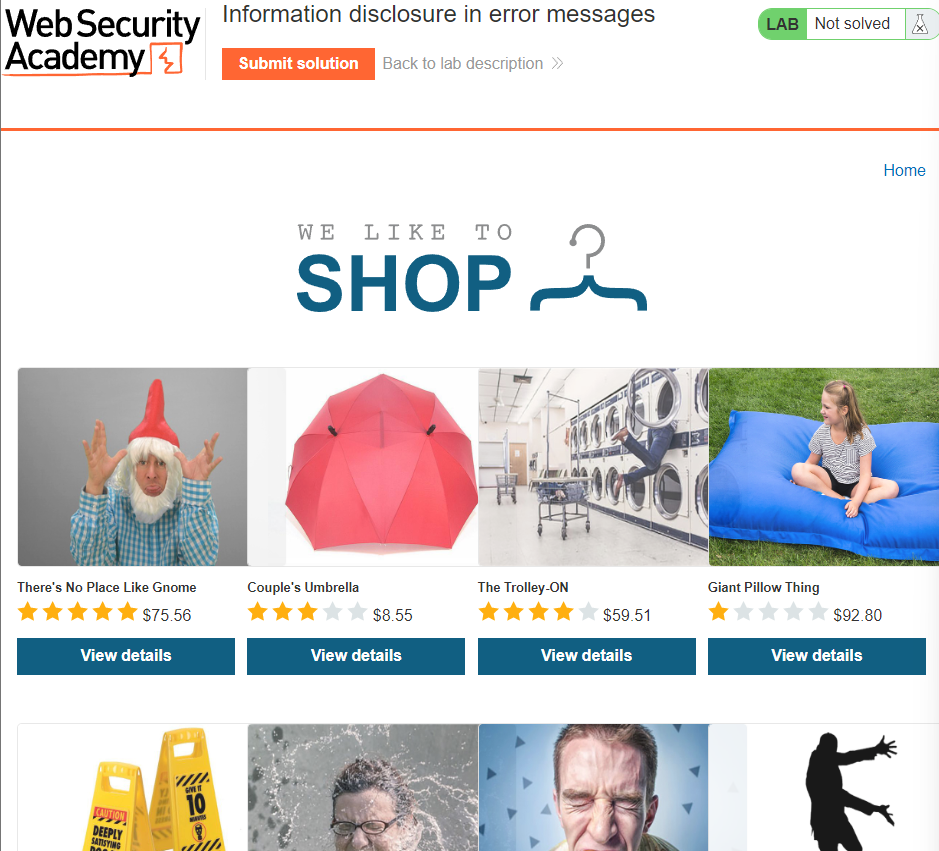 Web Security
Academy
Information disclosure in error messages
LAB Not solved
Submit solution Back to lab description
Home
WE LIKE TO
SHOP
There's No Place Like Gnome
$75.56
View details
Couple's Umbrella
$8.55
View details
The Trolley-ON
$59.51
View details
Giant Pillow Thing
$92.80
View details
CAUTION
DEEPLY
SATISFYING
GIVE IT
10
MINUTES